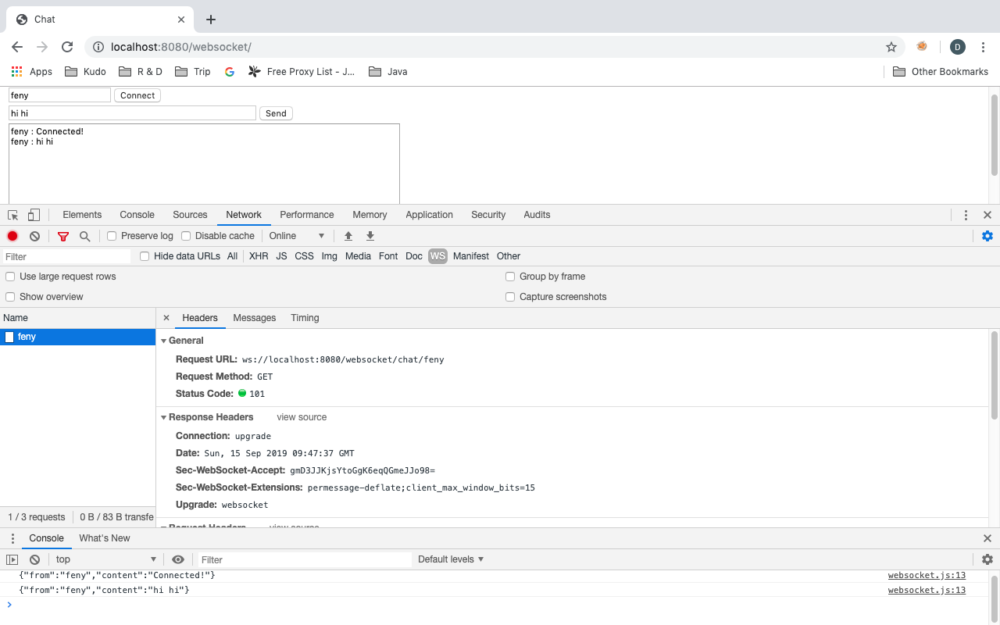 Chat
localhost:8080/websocket/
D
Apps Kudo R & D Trip G Free Proxy List - J... Java Other Bookmarks
feny Connect
hi hi Send
feny : Connected!
feny : hi hi
Elements Console Sources Network Performance Memory Application Security Audits
Preserve log Disable cache Online
Filter Hide data URLs All XHR JS CSS Img Media Font Doc WS Manifest Other
Use large request rows Group by frame
Show overview Capture screenshots
Name Headers Messages Timing
feny
General
Request URL: ws://localhost:8080/websocket/chat/feny
Request Method: GET
Status Code: 101
Response Headers view source
Connection: upgrade
Date: Sun, 15 Sep 2019 09:47:37 GMT
Sec-WebSocket-Accept: gmD3JJKjsYtoGgK6eqQGmeJJo98=
Sec-WebSocket-Extensions: permessage-deflate;client_max_window_bits=15
Upgrade: websocket
1 / 3 requests 0 B / 83 B transfe
Request Headers view source
Console What's New
top Filter Default levels
{"from":"feny","content":"Connected!"} websocket.js:13
{"from":"feny","content":"hi hi"} websocket.js:13